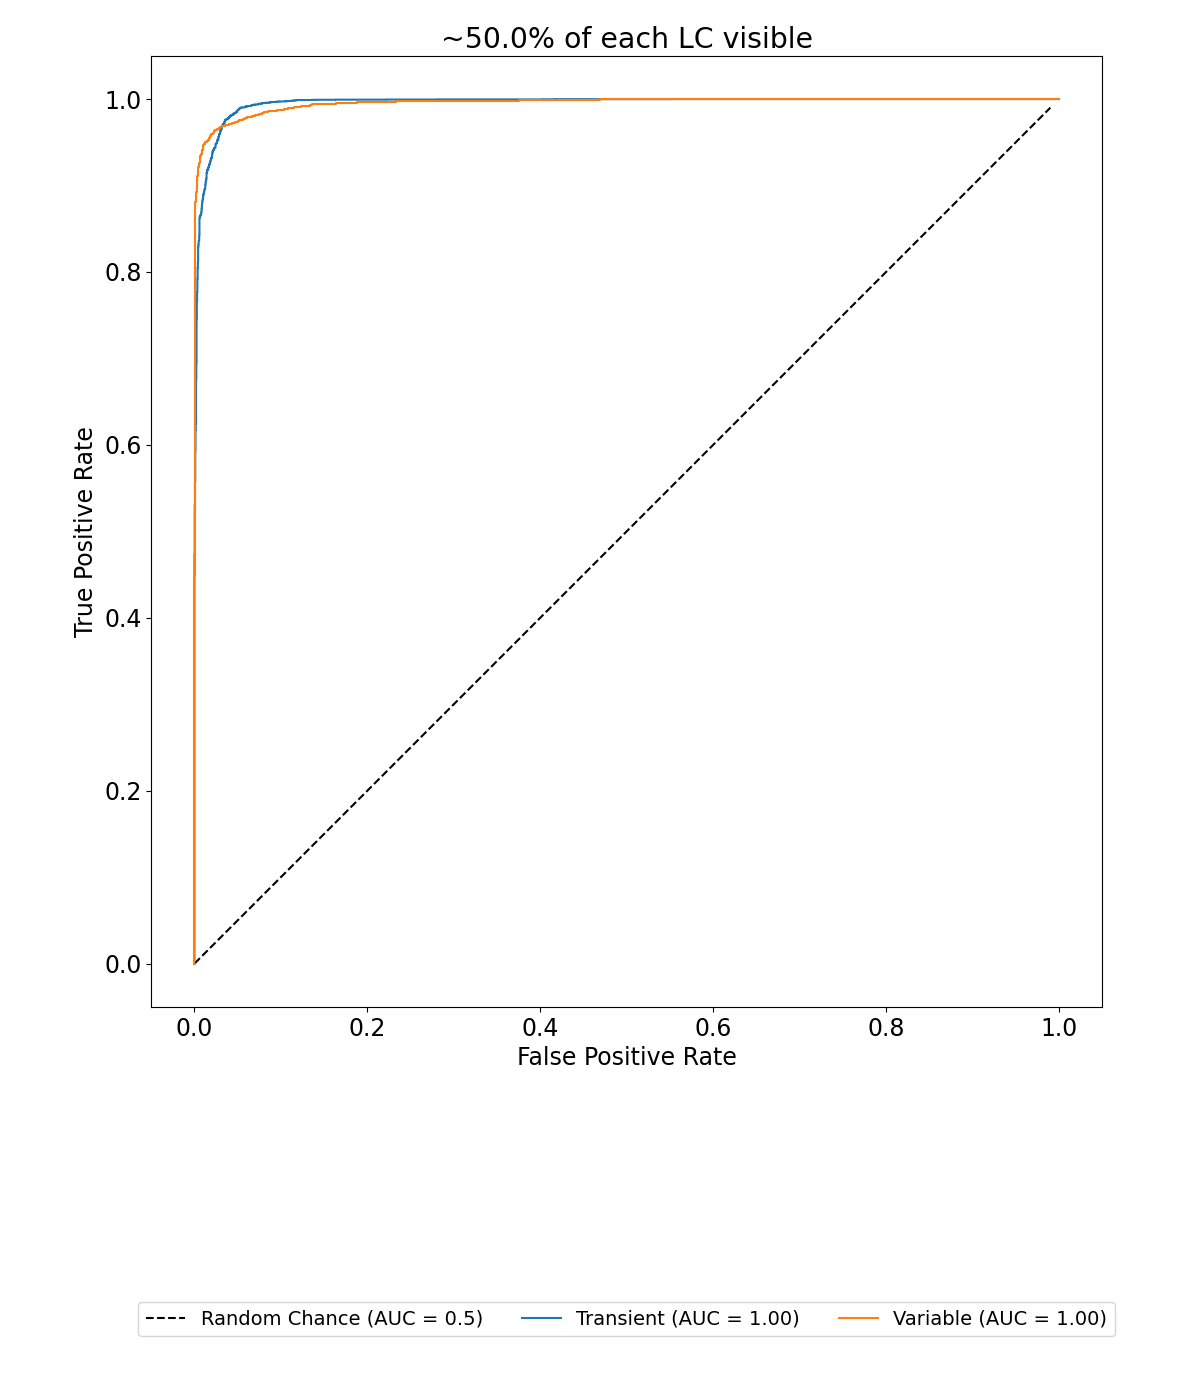 ~50.0% of each LC visible
1.0
0.8
0.6
0.4
0.2
0.0
True Positive Rate
0.0 0.2 0.4 0.6 0.8 1.0
False Positive Rate
Random Chance (AUC = 0.5) Transient (AUC = 1.00) Variable (AUC = 1.00)